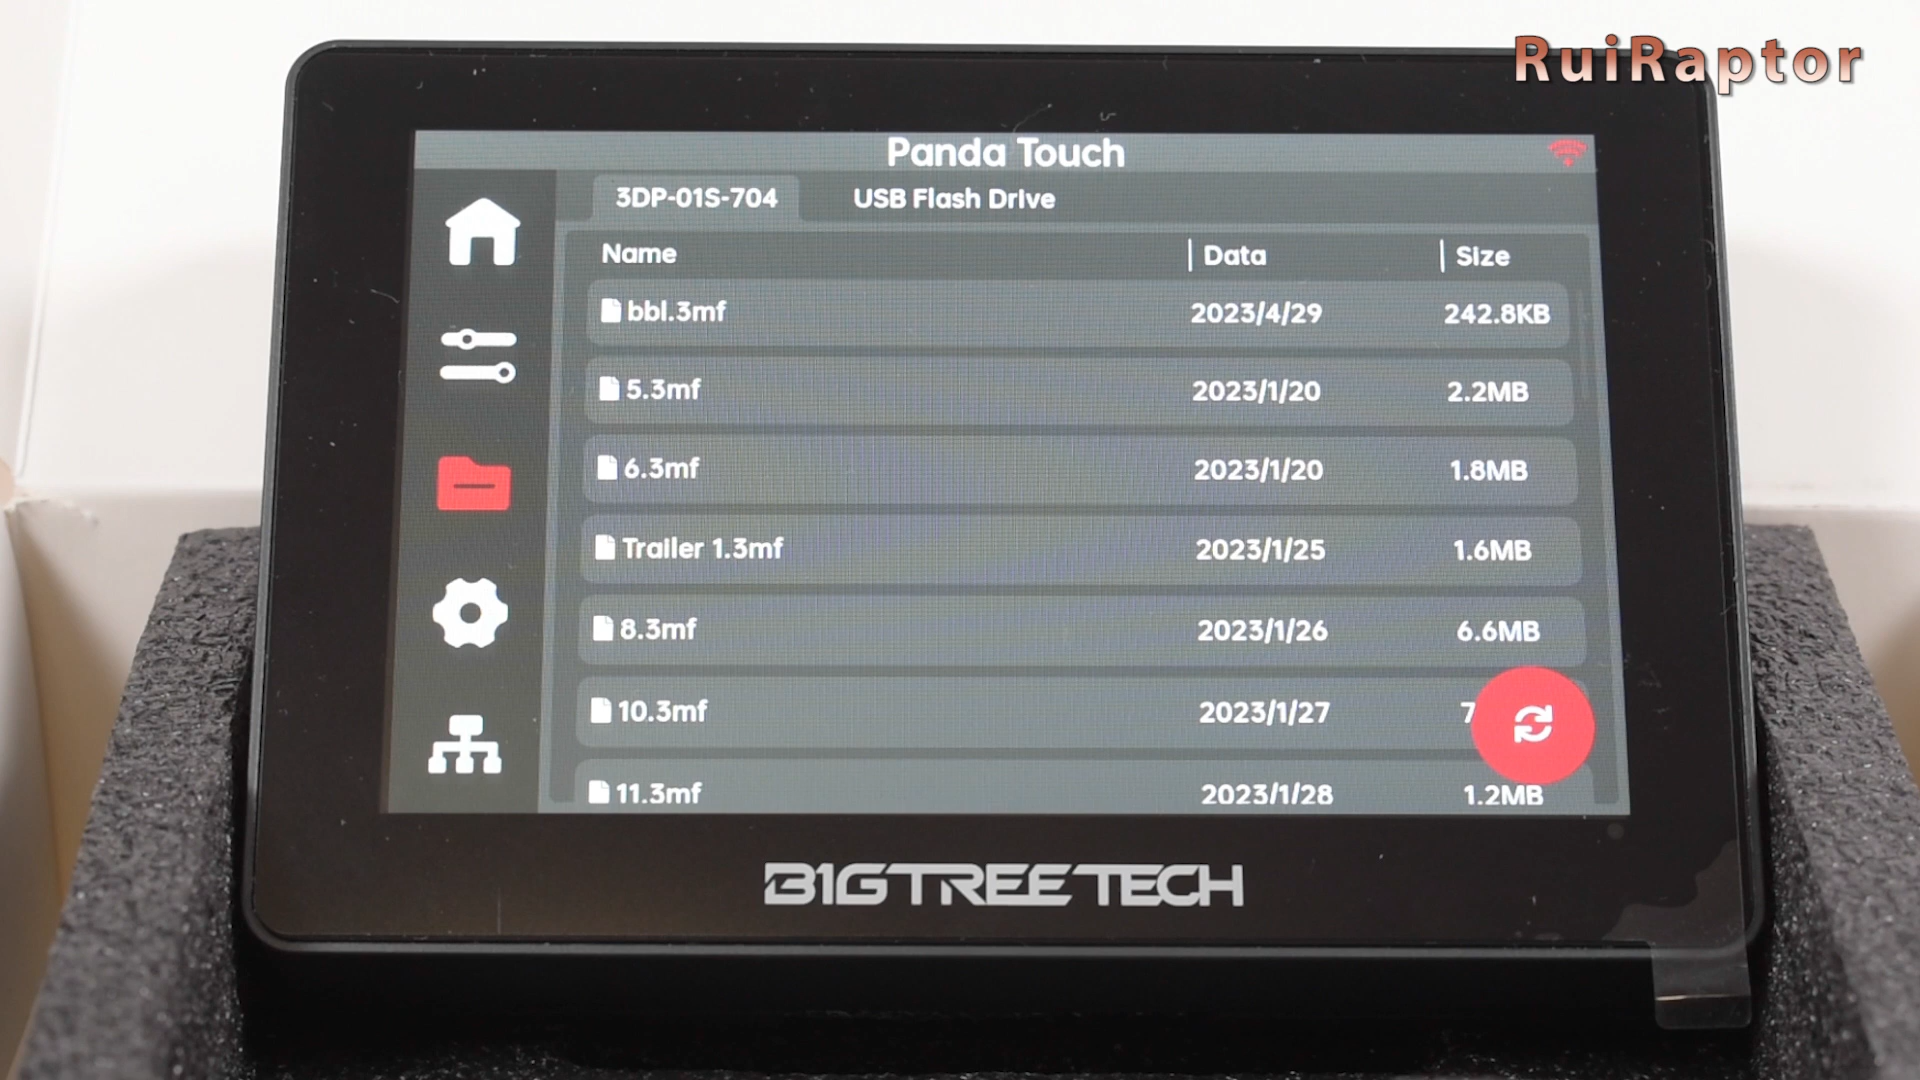 RuiRaptor
Panda Touch
3DP-01S-704 USB Flash Drive
Name | Data | Size
bbl.3mf 2023/4/29 242.8KB
5.3mf 2023/1/20 2.2MB
6.3mf 2023/1/20 1.8MB
Trailer 1.3mf 2023/1/25 1.6MB
8.3mf 2023/1/26 6.6MB
10.3mf 2023/1/27 7
11.3mf 2023/1/28 1.2MB
BIGTREETECH